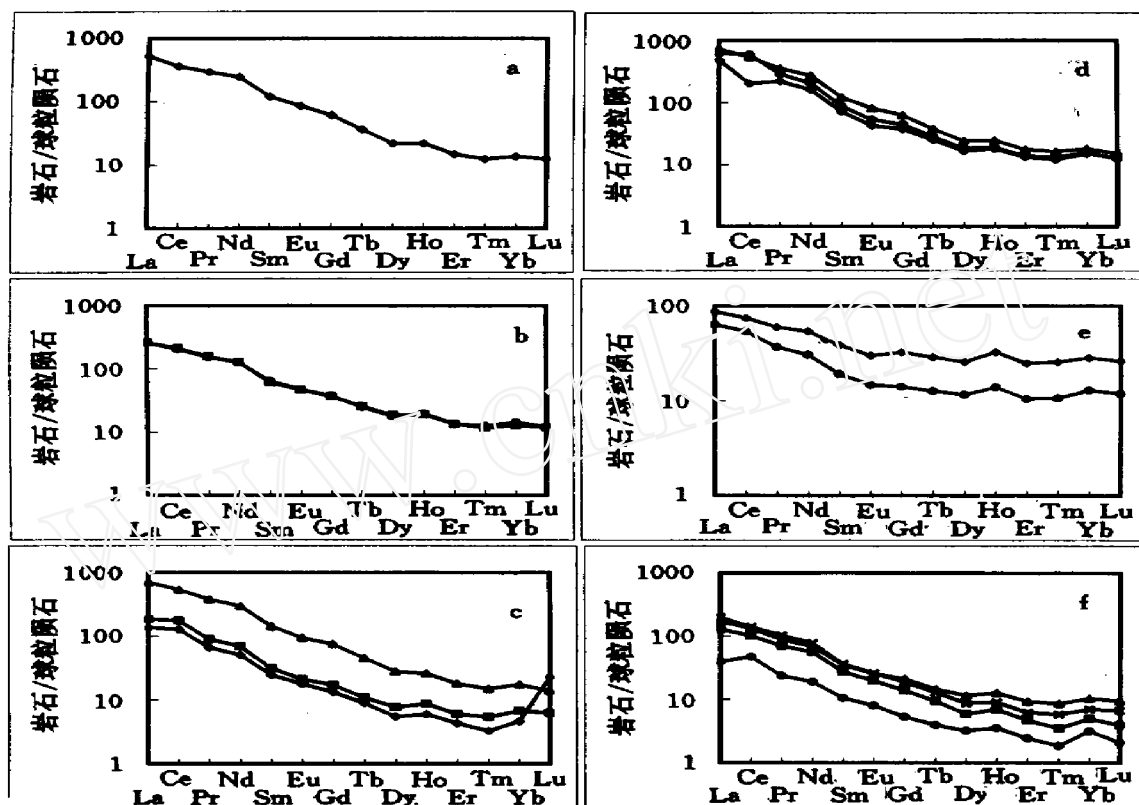 1000
100
10
1
岩石/球粒陨石
a
Ce Nd Eu Tb Ho Tm Lu
La Pr Sm Gd Dy Er Yb
1000
100
10
1
岩石/球粒陨石
d
Ce Nd Eu Tb Ho Tm Lu
La Pr Sm Gd Dy Er Yb
1000
100
10
1
岩石/球粒陨石
b
Ce Nd Eu Tb Ho Tm Lu
La Pr Sm Gd Dy Er Yb
100
10
1
岩石/球粒陨石
e
Ce Nd Eu Tb Ho Tm Lu
La Pr Sm Gd Dy Er Yb
1000
100
10
1
岩石/球粒陨石
c
Ce Nd Eu Tb Ho Tm Lu
La Pr Sm Gd Dy Er Yb
1000
100
10
1
岩石/球粒陨石
f
Ce Nd Eu Tb Ho Tm Lu
La Pr Sm Gd Dy Er Yb
www.cnki.net